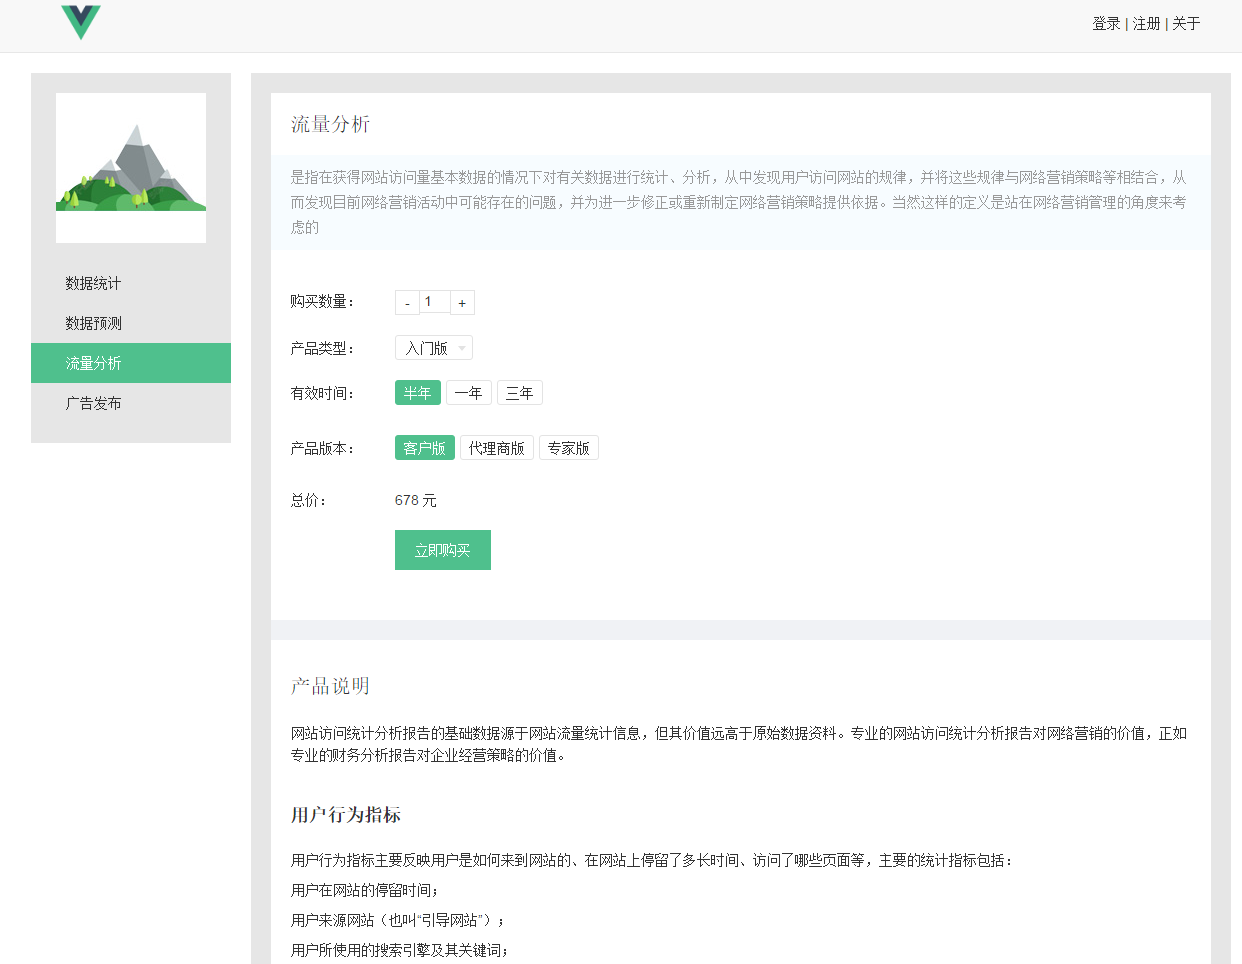 登录 | 注册 | 关于
数据统计
数据预测
流量分析
广告发布
流量分析
是指在获得网站访问量基本数据的情况下对有关数据进行统计、分析，从中发现用户访问网站的规律，并将这些规律与网络营销策略等相结合，从
而发现目前网络营销活动中可能存在的问题，并为进一步修正或重新制定网络营销策略提供依据。当然这样的定义是站在网络营销管理的角度来考
虑的
购买数量： - 1 +
产品类型： 入门版
有效时间： 半年 一年 三年
产品版本： 客户版 代理商版 专家版
总价： 678 元
立即购买
产品说明
网站访问统计分析报告的基础数据源于网站流量统计信息，但其价值远高于原始数据资料。专业的网站访问统计分析报告对网络营销的价值，正如
专业的财务分析报告对企业经营策略的价值。
用户行为指标
用户行为指标主要反映用户是如何来到网站的、在网站上停留了多长时间、访问了哪些页面等，主要的统计指标包括：
用户在网站的停留时间；
用户来源网站（也叫“引导网站”）；
用户所使用的搜索引擎及其关键词；